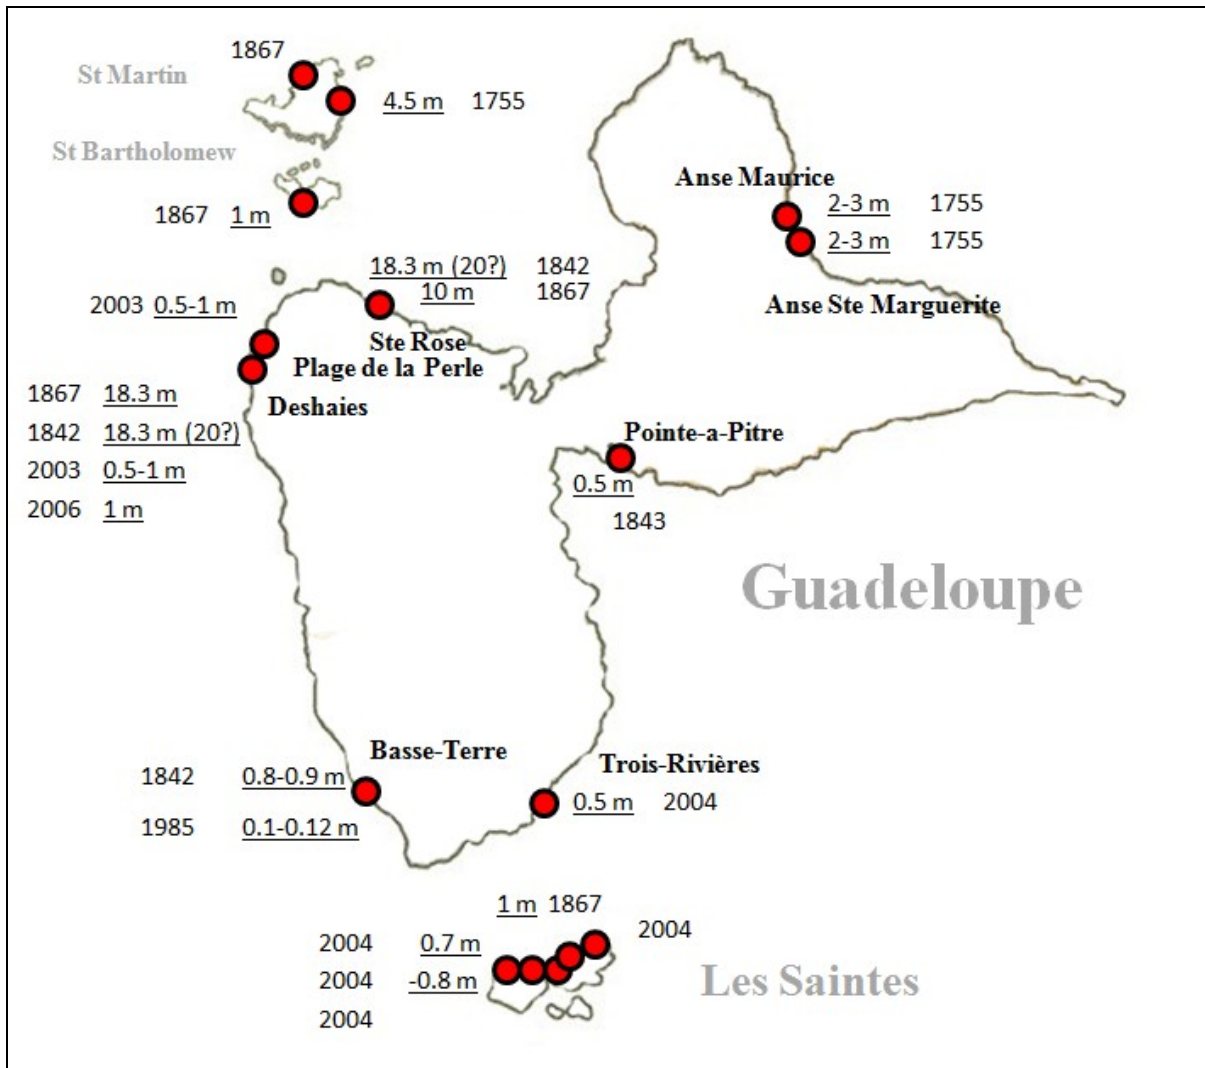 1867
St Martin
4.5 m 1755
St Bartholomew
1867 1 m
Anse Maurice
2-3 m 1755
2-3 m 1755
Anse Ste Marguerite
18.3 m (20?) 1842
10 m 1867
Ste Rose
2003 0.5-1 m
Plage de la Perle
Deshaies
1867 18.3 m
1842 18.3 m (20?)
2003 0.5-1 m
2006 1 m
Pointe-a-Pitre
0.5 m
1843
Guadeloupe
Basse-Terre
1842 0.8-0.9 m
1985 0.1-0.12 m
Trois-Rivières
0.5 m 2004
1 m 1867
2004
2004 0.7 m
2004 -0.8 m
2004
Les Saintes